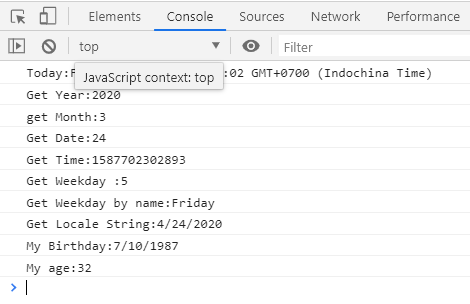 Elements Console Sources Network
top Filter
Today: :02 GMT+0700 (Indochina Time)
JavaScript context: top
Get Year:2020
get Month:3
Get Date:24
Get Time:1587702302893
Get Weekday :5
Get Weekday by name:Friday
Get Locale String:4/24/2020
My Birthday:7/10/1987
My age:32